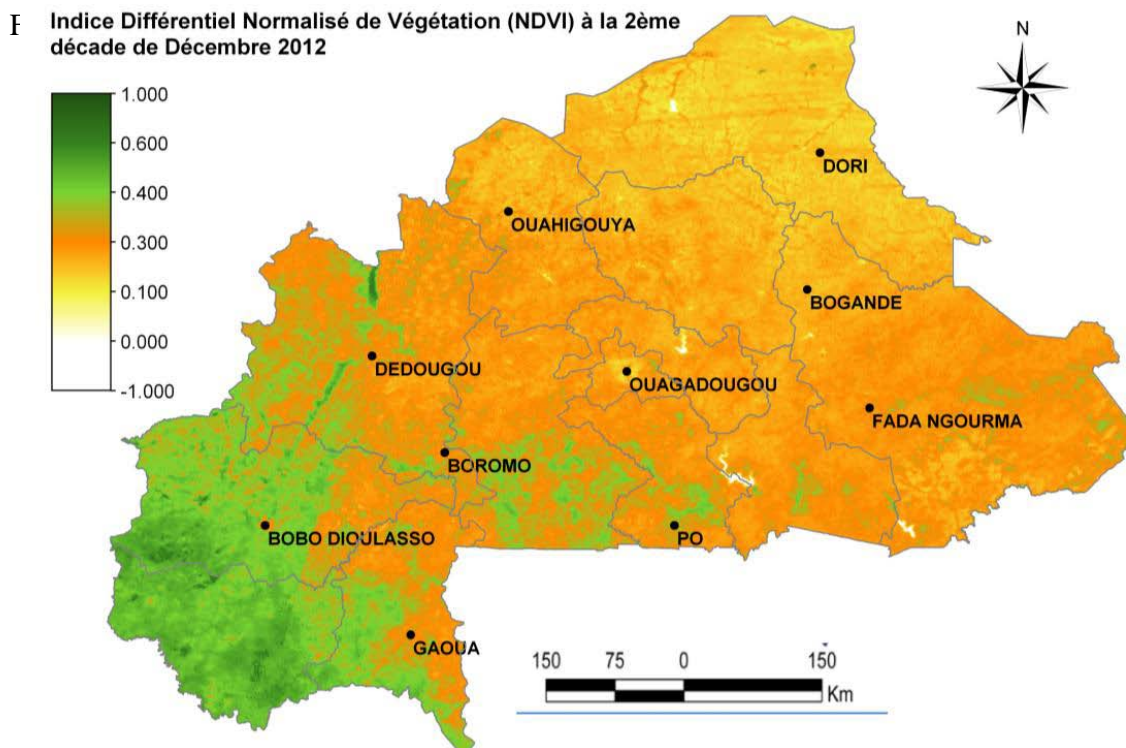 F
Indice Différentiel Normalisé de Végétation (NDVI) à la 2ème
décade de Décembre 2012
N
1.000
0.600
0.400
0.300
0.100
0.000
-1.000
DORI
OUAHIGOUYA
BOGANDE
DEDOUGOU
OUAGADOUGOU
FADA NGOURMA
BOROMO
BOBO DIOULASSO
PO
GAOUA
150 75 0 150
Km